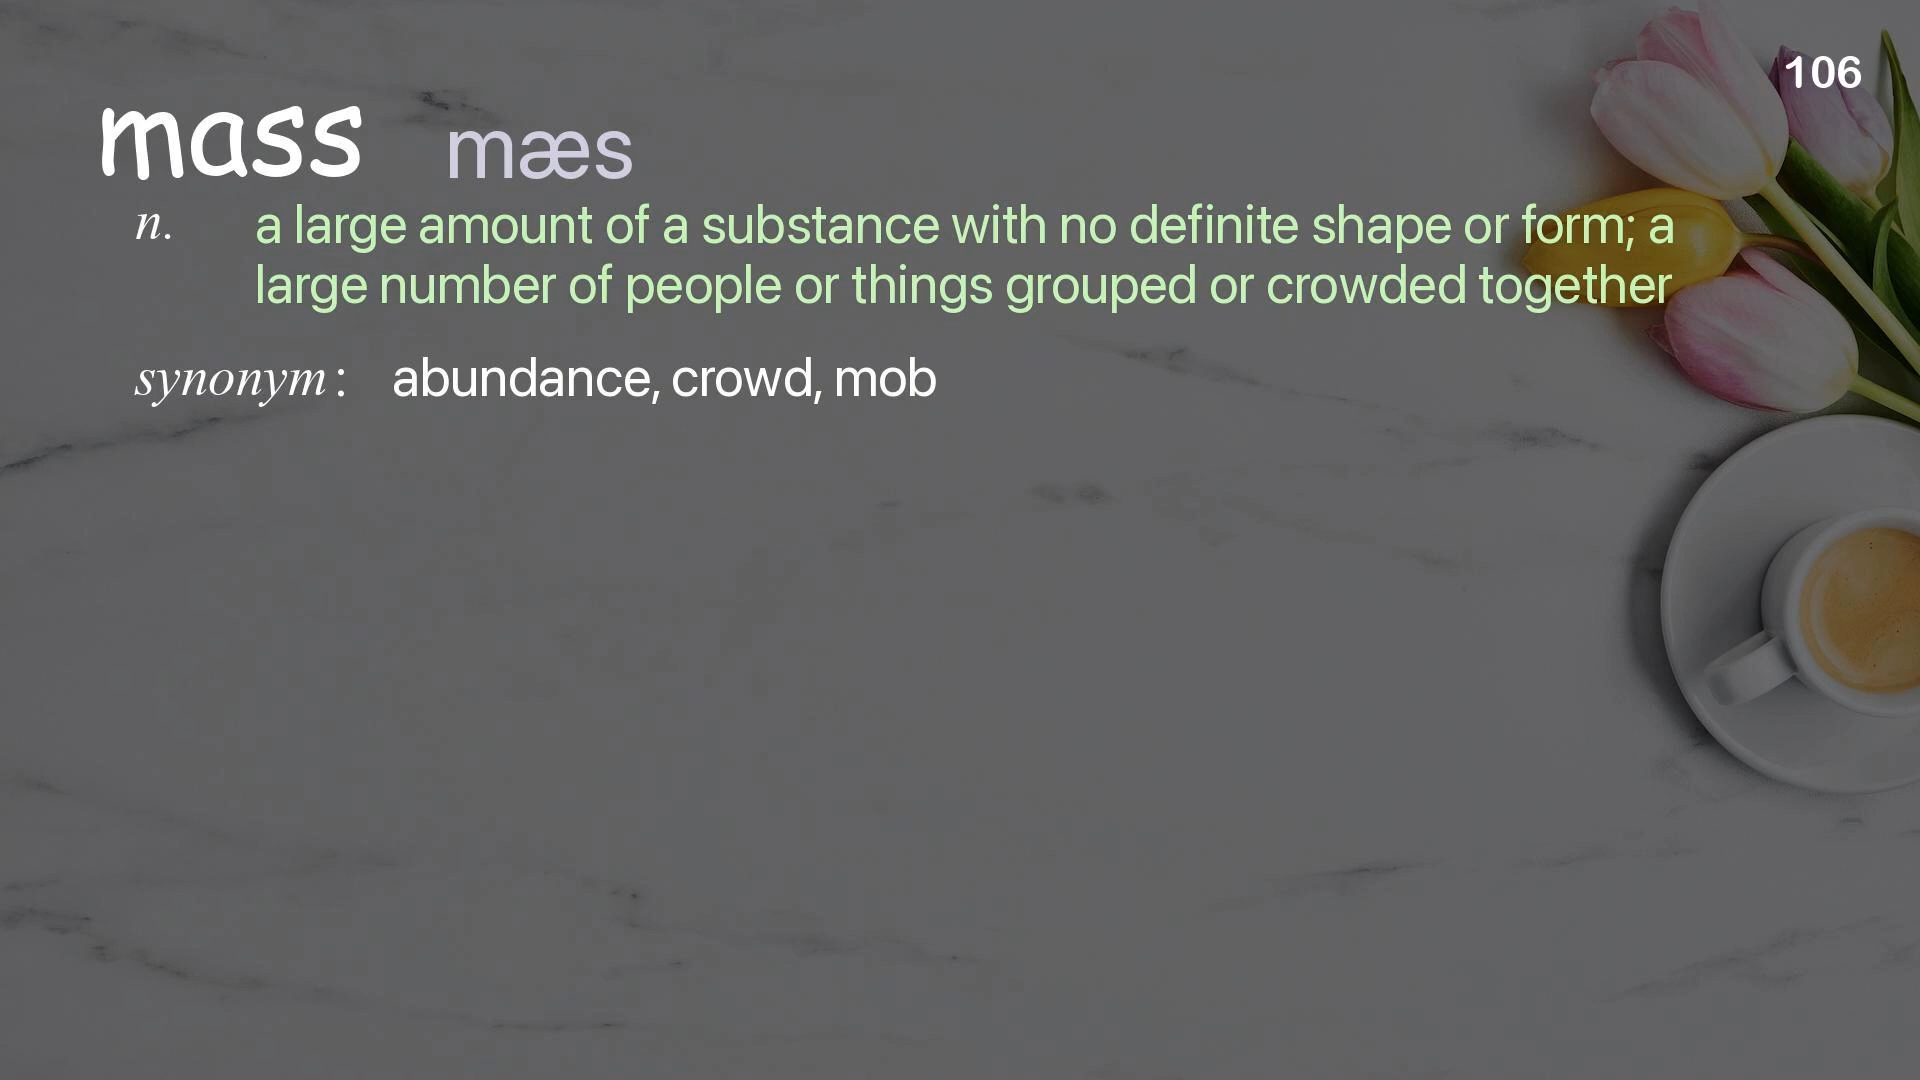 106
mass mæs
n. a large amount of a substance with no definite shape or form; a
large number of people or things grouped or crowded together
synonym: abundance, crowd, mob